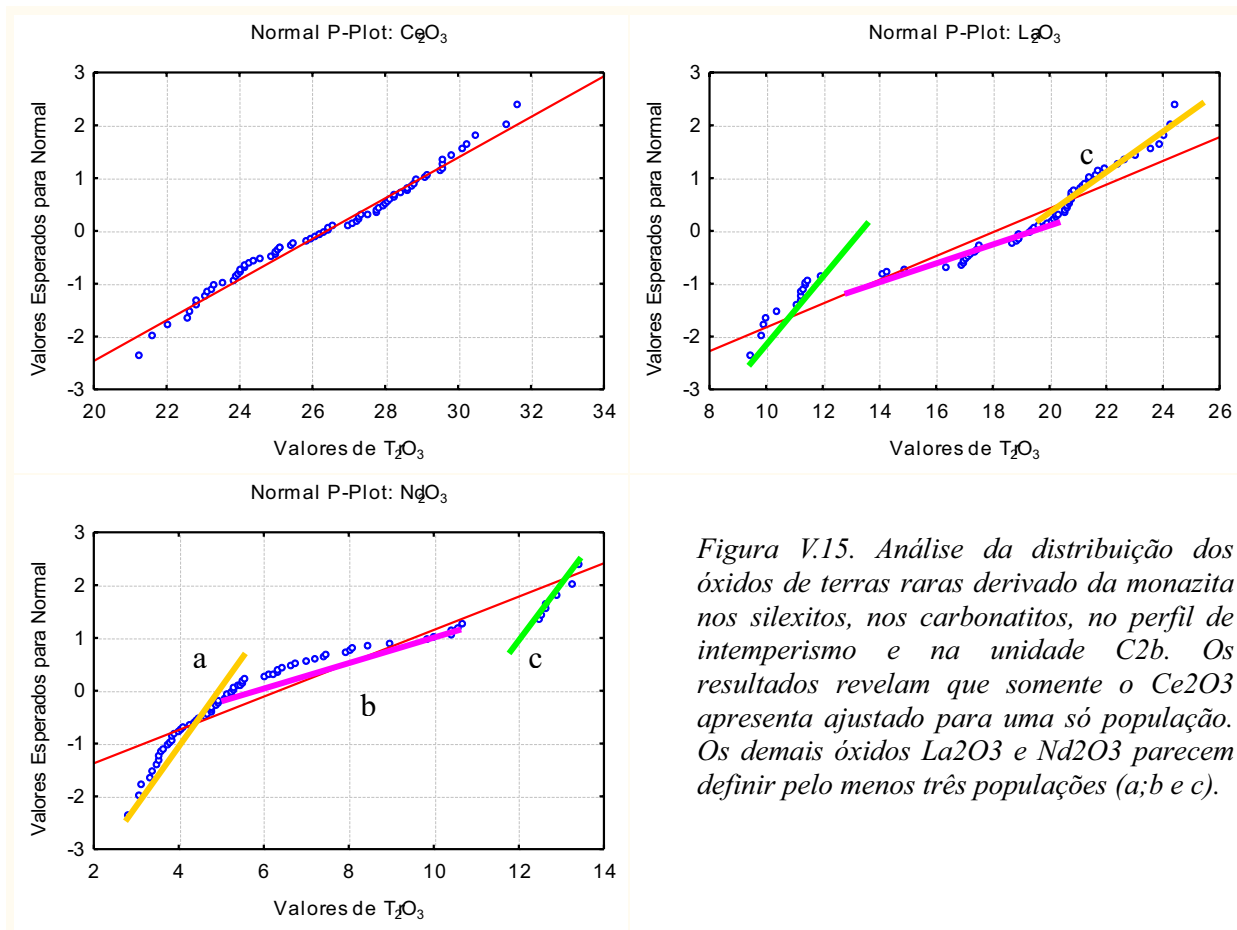 Normal P-Plot: Ce2O3
Valores Esperados para Normal
3
2
1
0
-1
-2
-3
20 22 24 26 28 30 32 34
Valores de Tr2O3
Normal P-Plot: La2O3
Valores Esperados para Normal
3
2
1
0
-1
-2
-3
c
8 10 12 14 16 18 20 22 24 26
Valores de Tr2O3
Normal P-Plot: Nd2O3
Valores Esperados para Normal
3
2
1
0
-1
-2
-3
a
b
c
2 4 6 8 10 12 14
Valores de Tr2O3
Figura V.15. Análise da distribuição dos
óxidos de terras raras derivado da monazita
nos silexitos, nos carbonatitos, no perfil de
intemperismo e na unidade C2b. Os
resultados revelam que somente o Ce2O3
apresenta ajustado para uma só população.
Os demais óxidos La2O3 e Nd2O3 parecem
definir pelo menos três populações (a;b e c).